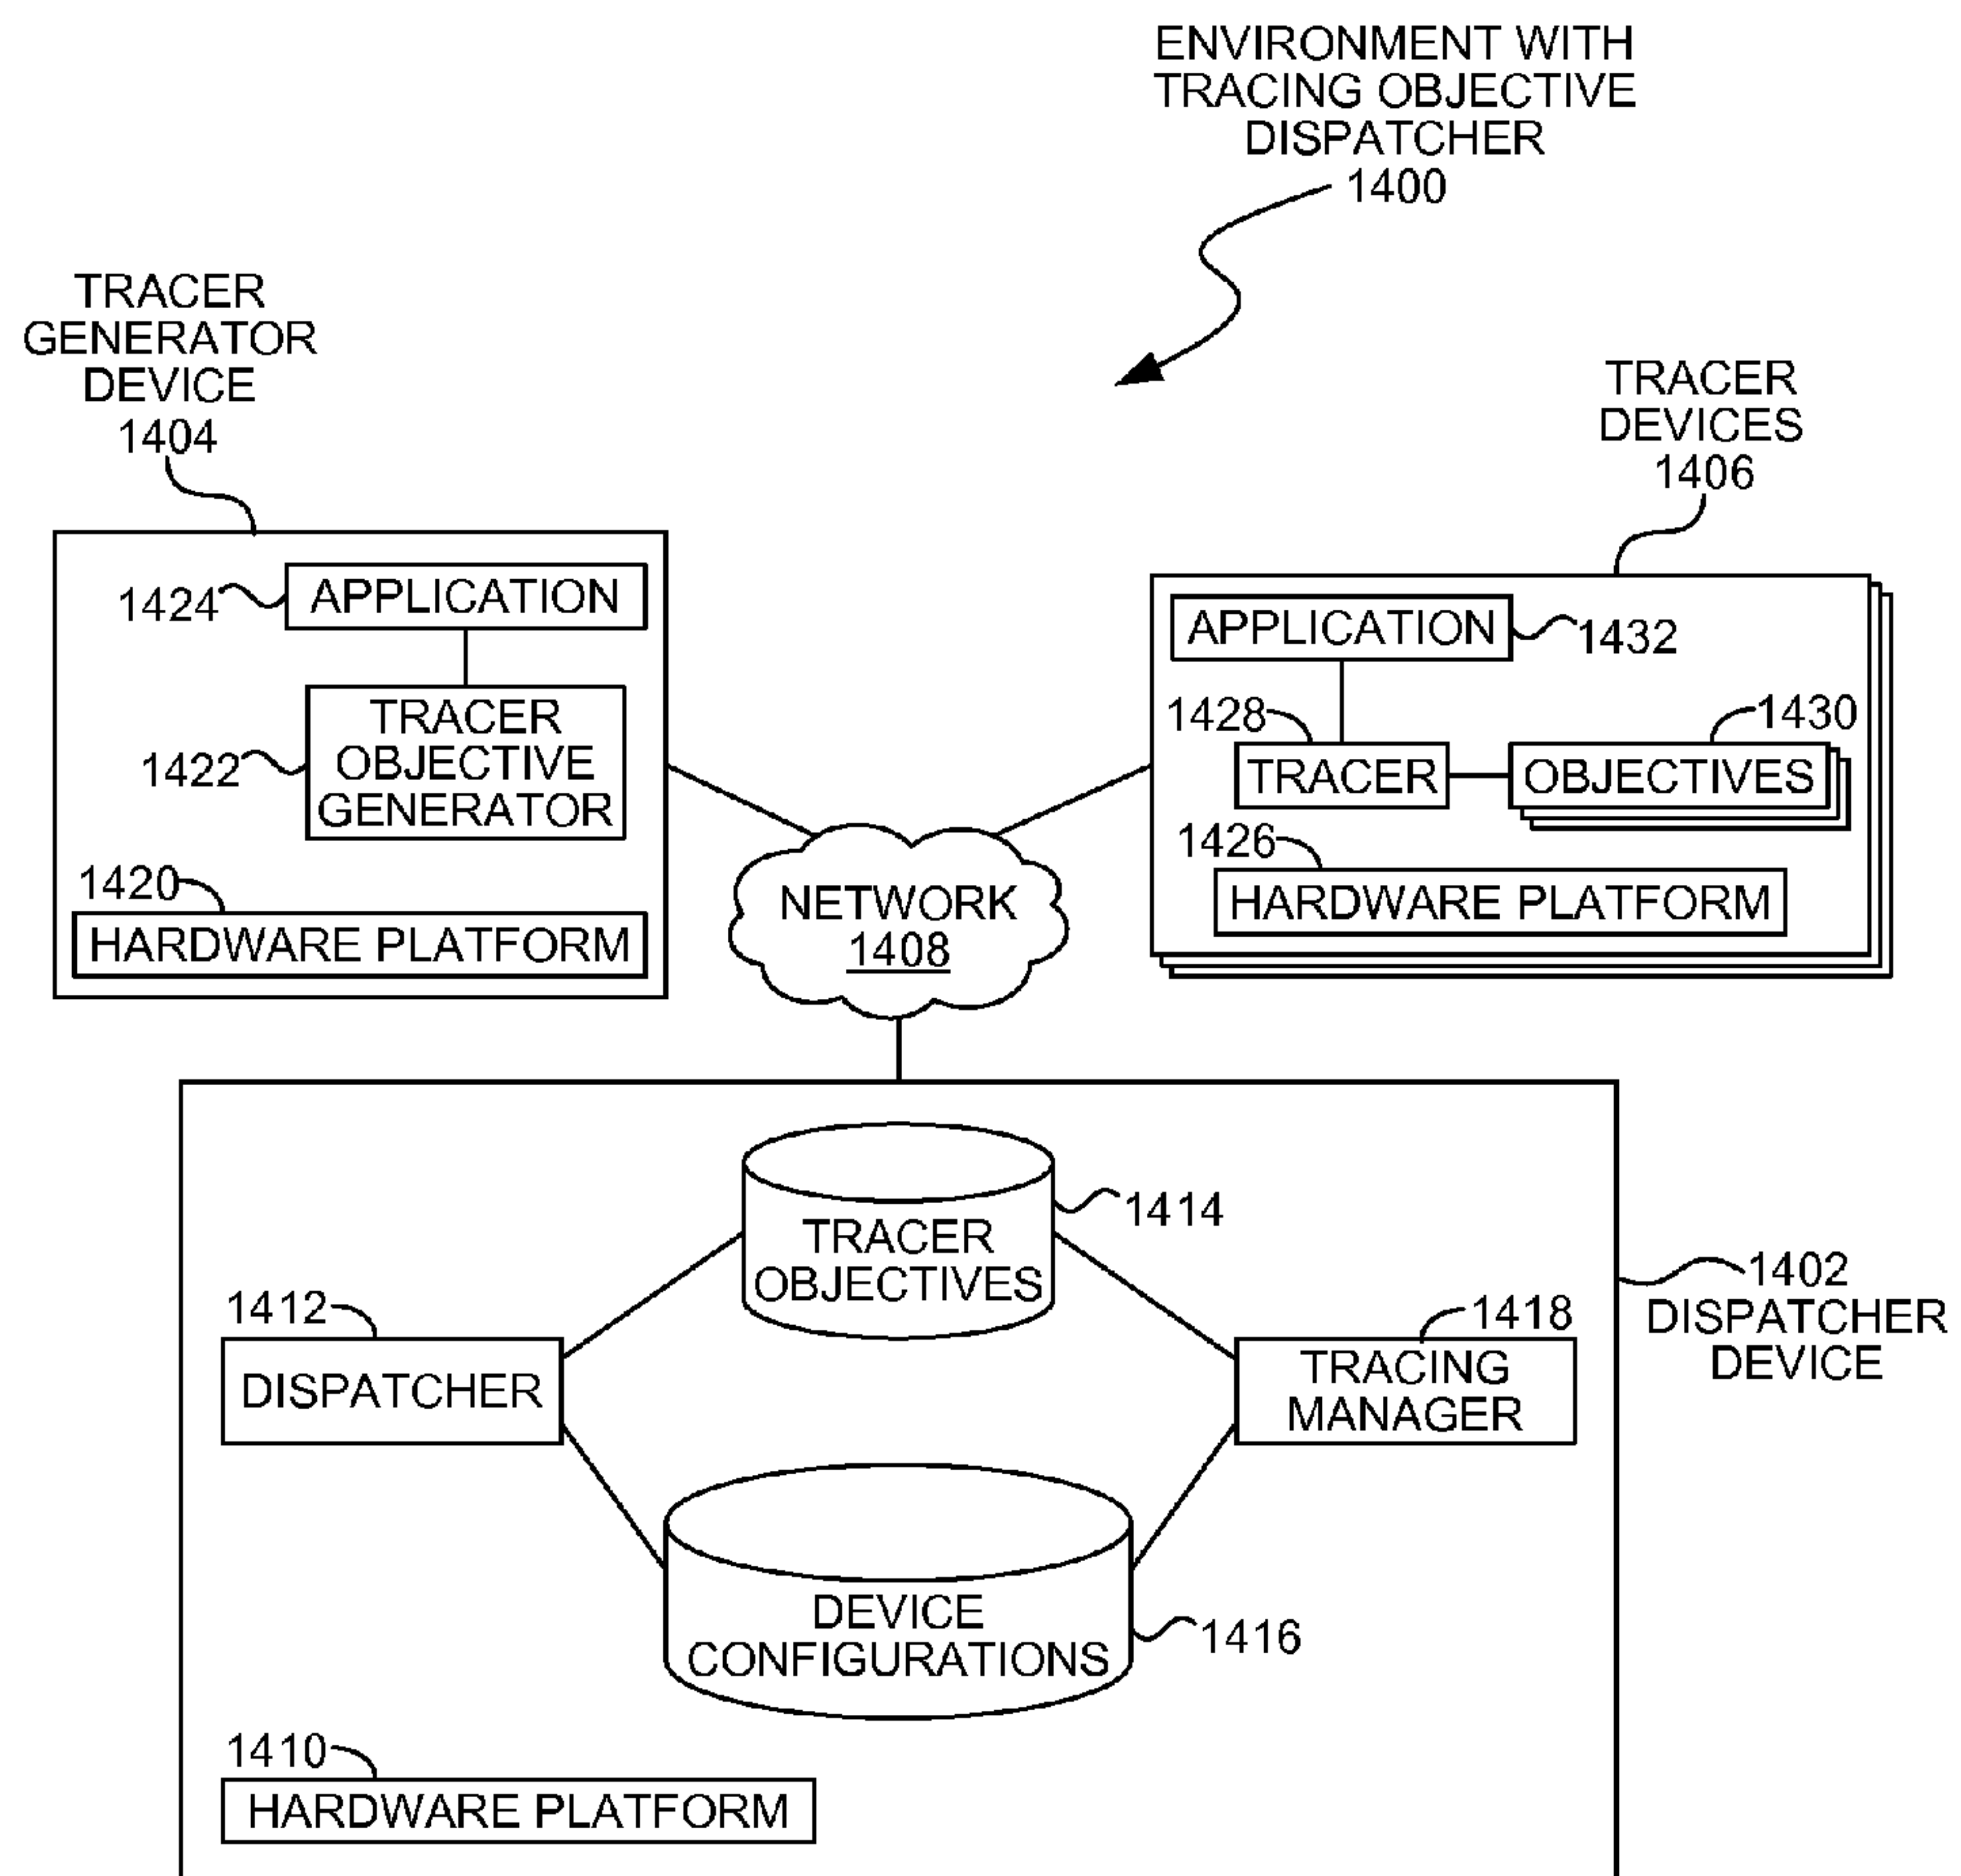 ENVIRONMENT WITH
TRACING OBJECTIVE
DISPATCHER
1400
TRACER
GENERATOR
DEVICE
1404
TRACER
DEVICES
1406
1424
APPLICATION
1422
TRACER
OBJECTIVE
GENERATOR
1420
HARDWARE PLATFORM
APPLICATION
1432
1428
1430
TRACER
OBJECTIVES
1426
HARDWARE PLATFORM
NETWORK
1408
1414
TRACER
OBJECTIVES
1402
DISPATCHER
DEVICE
1412
DISPATCHER
1418
TRACING
MANAGER
DEVICE
CONFIGURATIONS
1416
1410
HARDWARE PLATFORM